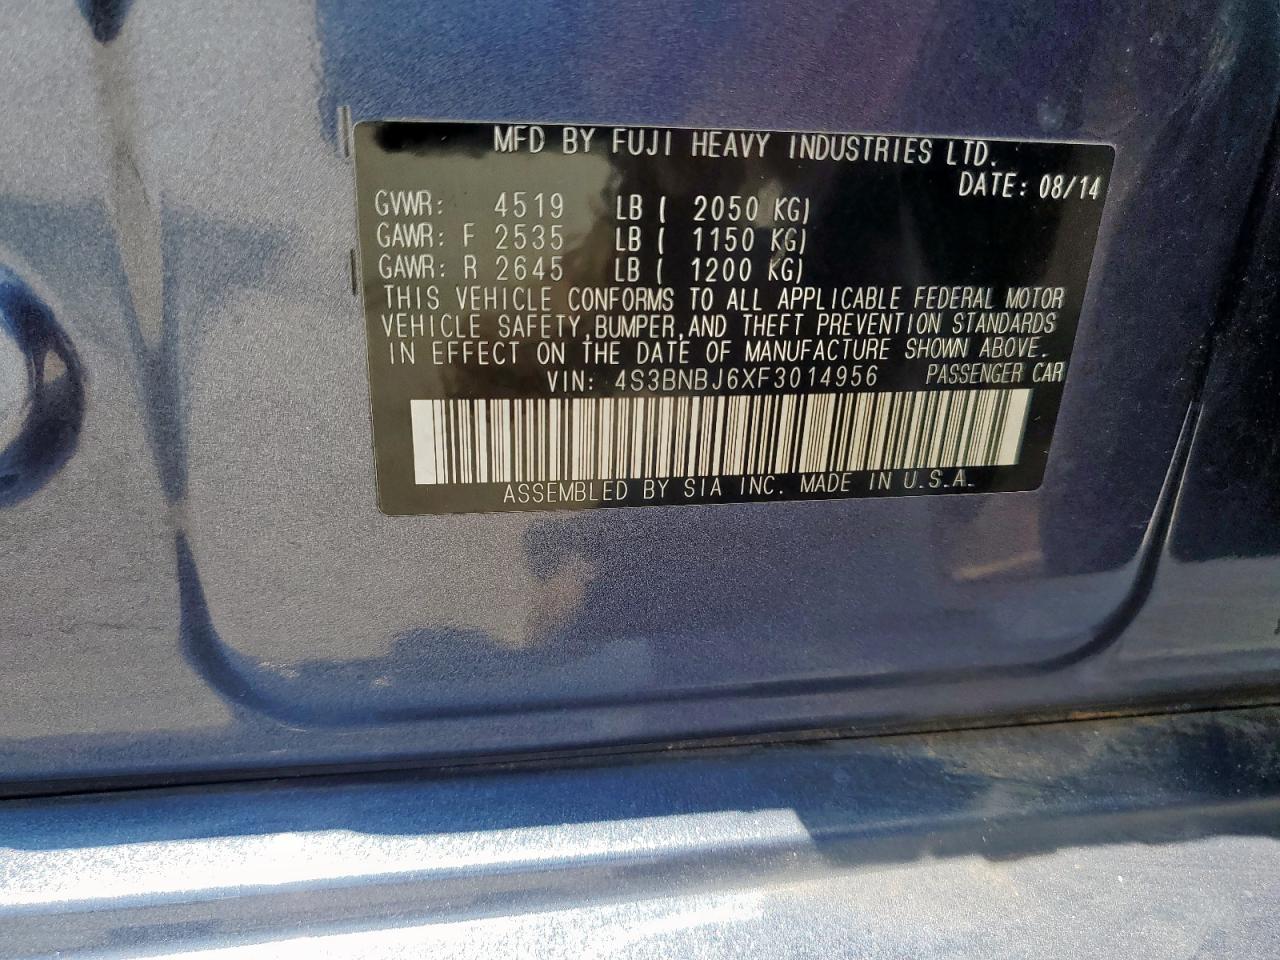 MFD BY FUJI HEAVY INDUSTRIES LTD.
DATE: 08/14
GVWR: 4519 LB ( 2050 KG)
GAWR: F 2535 LB ( 1150 KG)
GAWR: R 2645 LB ( 1200 KG)
THIS VEHICLE CONFORMS TO ALL APPLICABLE FEDERAL MOTOR
VEHICLE SAFETY,BUMPER,AND THEFT PREVENTION STANDARDS
IN EFFECT ON THE DATE OF MANUFACTURE SHOWN ABOVE.
VIN: 4S3BNBJ6XF3014956 PASSENGER CAR
ASSEMBLED BY SIA INC. MADE IN U.S.A.